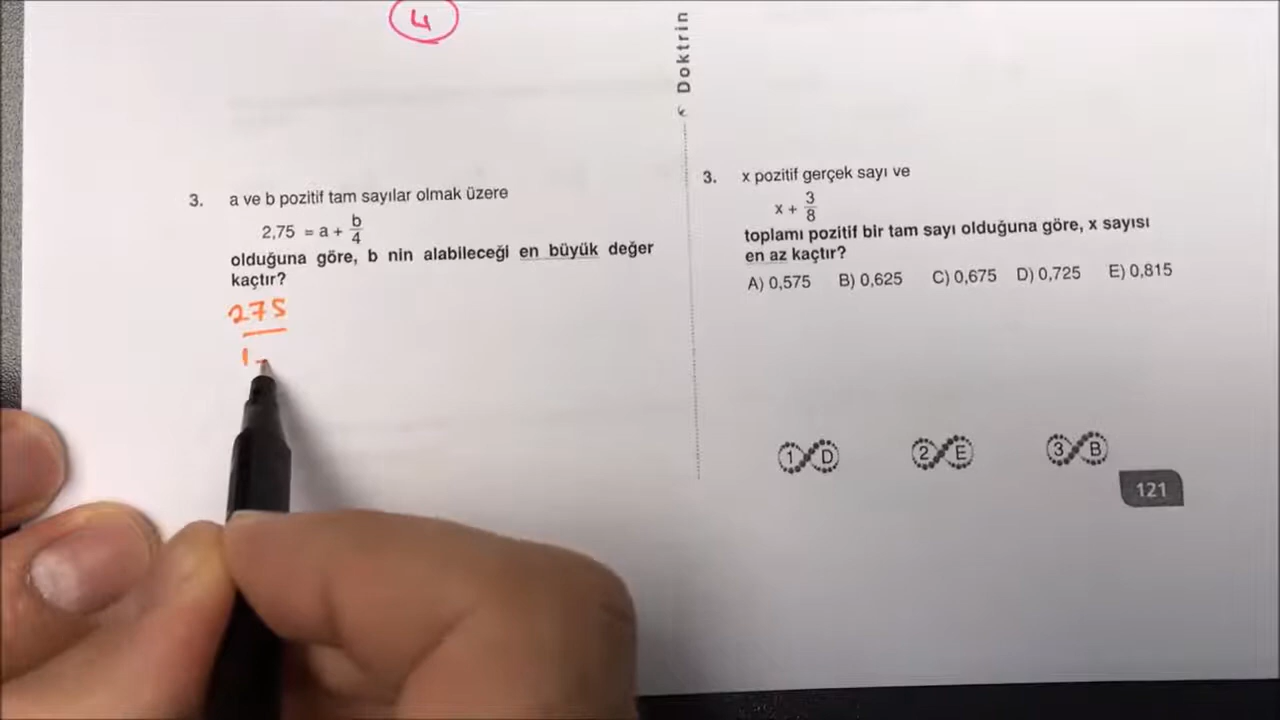 4
3. a ve b pozitif tam sayılar olmak üzere
2,75 = a + b/4
olduğuna göre, b nin alabileceği en büyük değer
kaçtır?
275
1
Doktrin
3. x pozitif gerçek sayı ve
x + 3/8
toplamı pozitif bir tam sayı olduğuna göre, x sayısı
en az kaçtır?
A) 0,575 B) 0,625 C) 0,675 D) 0,725 E) 0,815
1 D 2 E 3 B
121